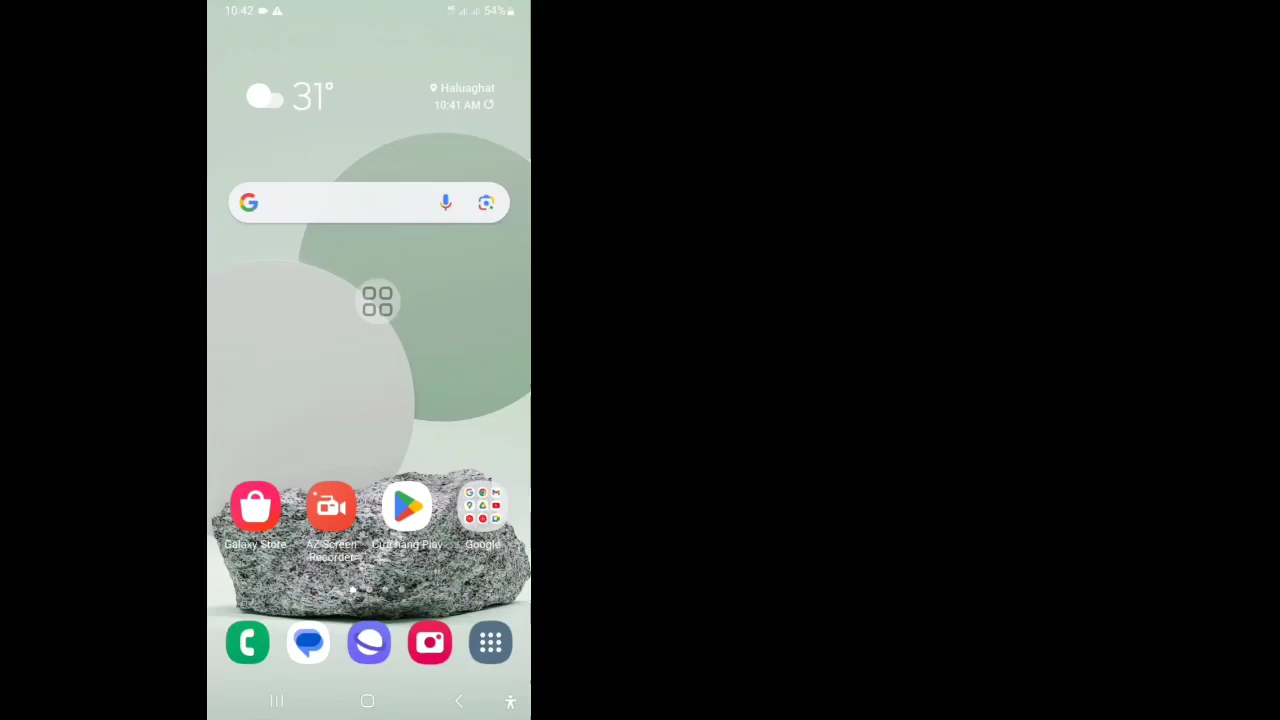 10.42
54%
31°
Haluaghat
10:41 AM
Galaxy Store
AZ Screen
Recorder
Cửa hàng Play
Google